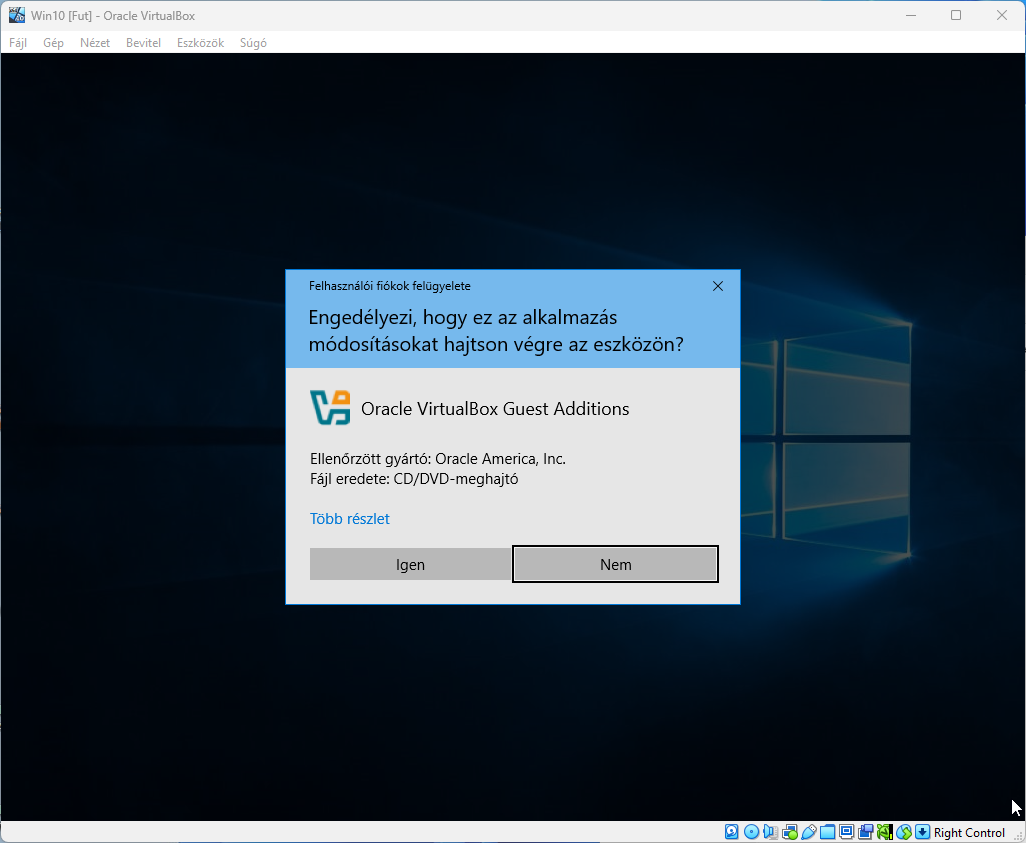 Win10 [Fut] - Oracle VirtualBox
Fájl Gép Nézet Bevitel Eszközök Súgó
Felhasználói fiókok felügyelete
Engedélyezi, hogy ez az alkalmazás
módosításokat hajtson végre az eszközön?
Oracle VirtualBox Guest Additions
Ellenőrzött gyártó: Oracle America, Inc.
Fájl eredete: CD/DVD-meghajtó
Több részlet
Igen Nem
Right Control